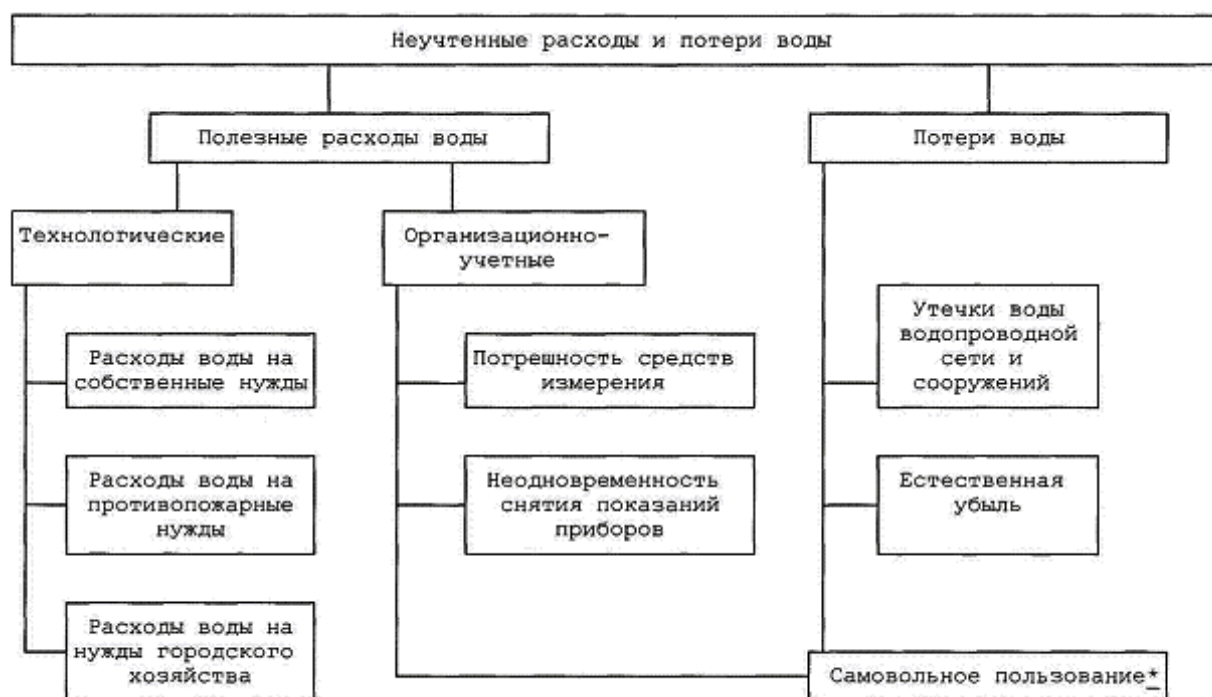 Неучтенные расходы и потери воды
Полезные расходы воды
Потери воды
Технологические
Организационно-
учетные
Расходы воды на
собственные нужды
Погрешность средств
измерения
Утечки воды
водопроводной
сети и
сооружений
Расходы воды на
противопожарные
нужды
Неодновременность
снятия показаний
приборов
Естественная
убыль
Расходы воды на
нужды городского
хозяйства
Самовольное пользование*